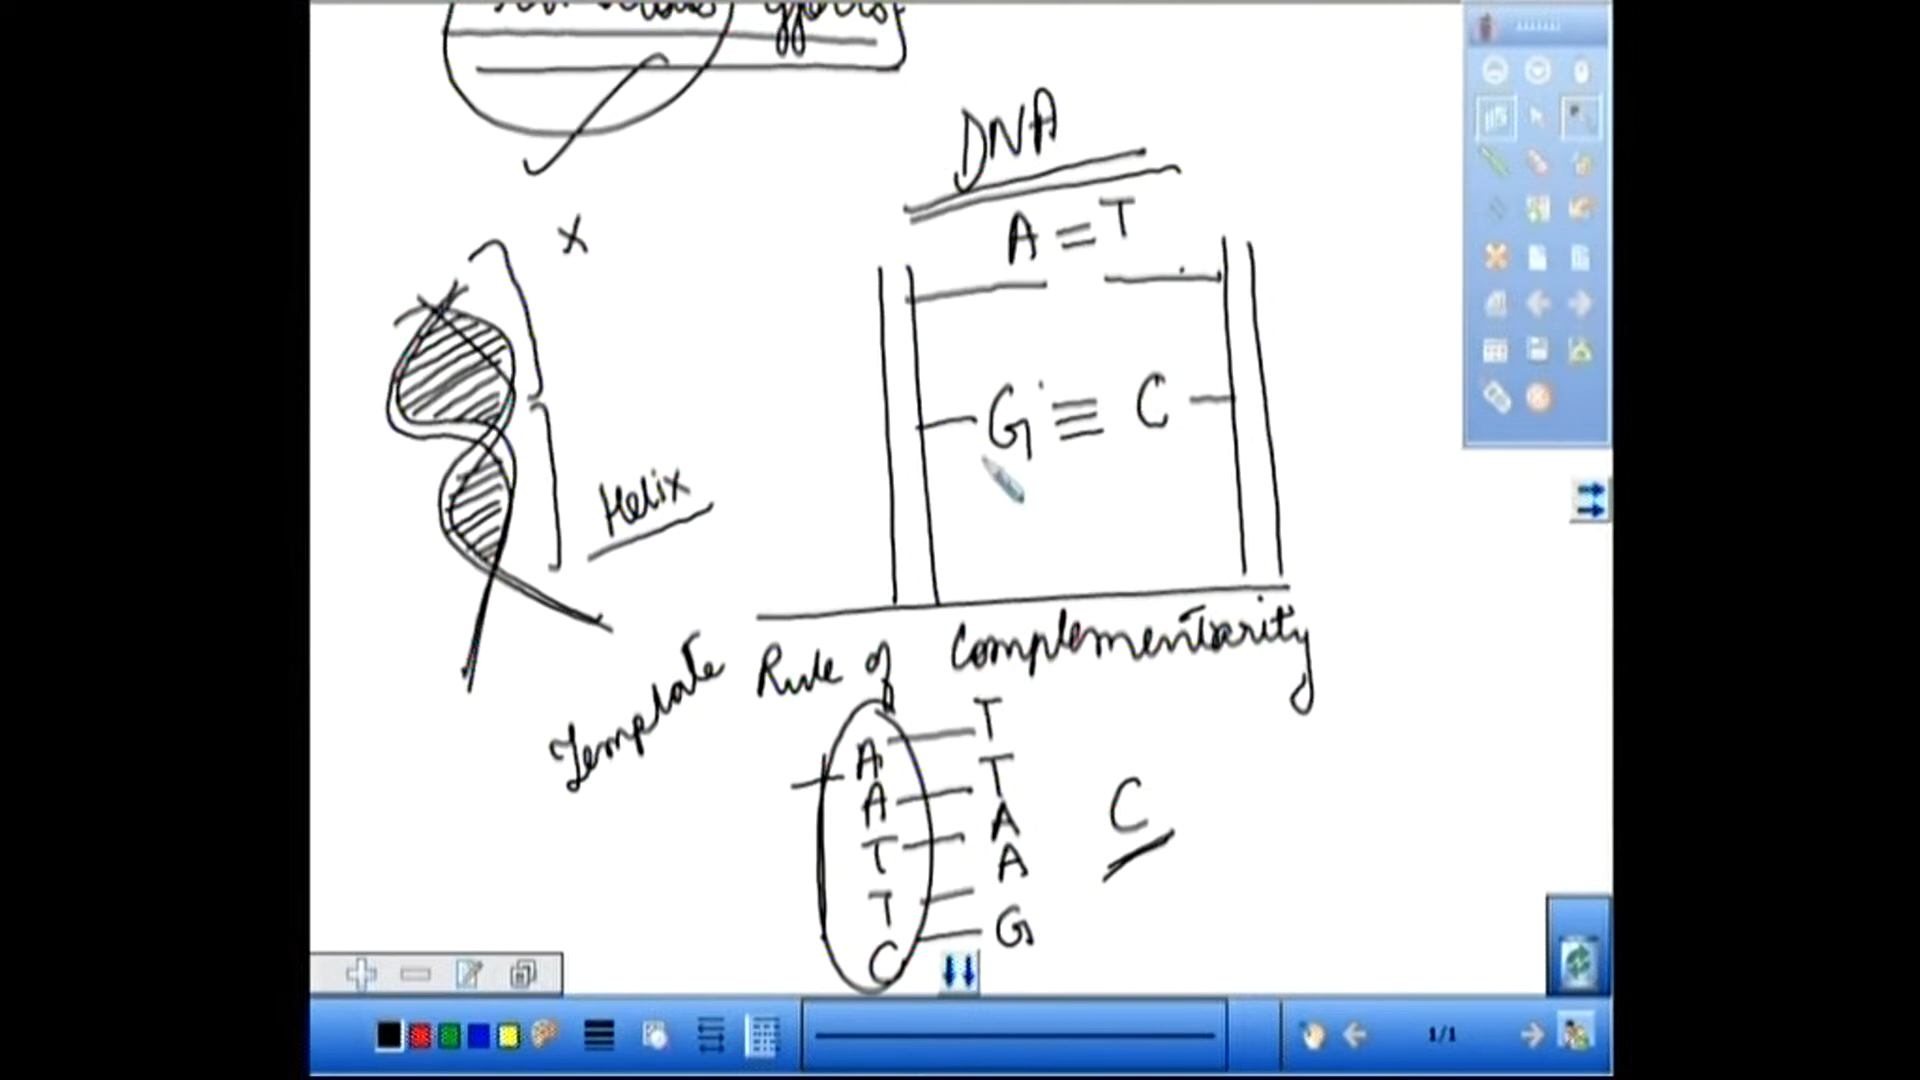 DNA
A = T
X
G ≡ C
Helix
Template Rule of Complementarity
A T
A T
T A
T A
C G
C
1/1